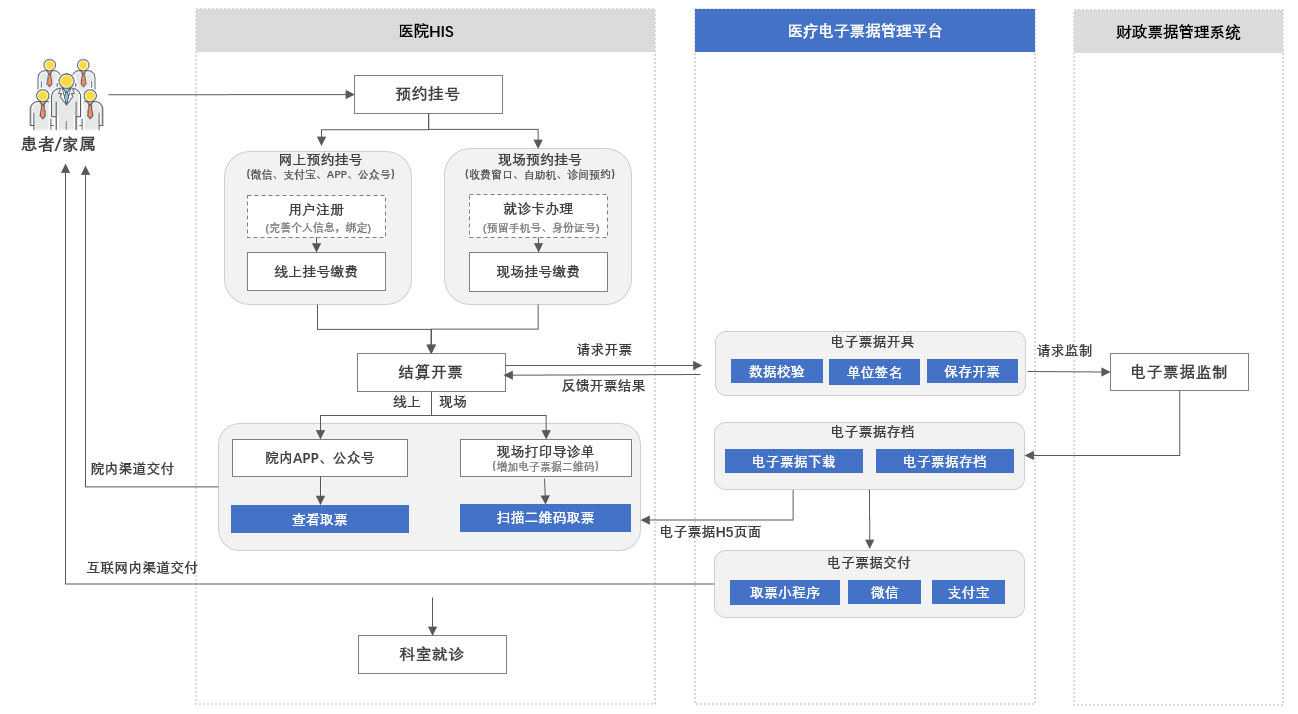 医院HIS
医疗电子票据管理平台
财政票据管理系统
患者/家属
预约挂号
网上预约挂号
(微信、支付宝、APP、公众号)
用户注册
(完善个人信息，绑定)
线上挂号缴费
现场预约挂号
(收费窗口、自助机、诊间预约)
就诊卡办理
(预留手机号、身份证号)
现场挂号缴费
结算开票
请求开票
反馈开票结果
电子票据开具
数据校验
单位签名
保存开票
请求监制
电子票据监制
线上
现场
院内APP、公众号
查看取票
现场打印导诊单
(增加电子票据二维码)
扫描二维码取票
电子票据存档
电子票据下载
电子票据存档
院内渠道交付
电子票据H5页面
互联网内渠道交付
电子票据交付
取票小程序
微信
支付宝
科室就诊